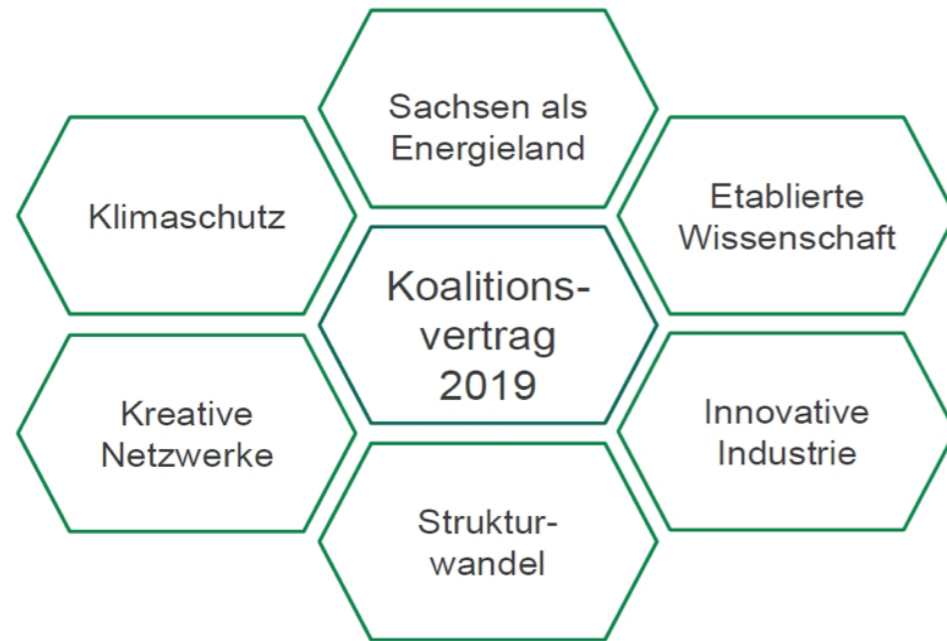 Sachsen als
Energieland
Klimaschutz
Etablierte
Wissenschaft
Koalitions-
vertrag
2019
Kreative
Netzwerke
Innovative
Industrie
Struktur-
wandel